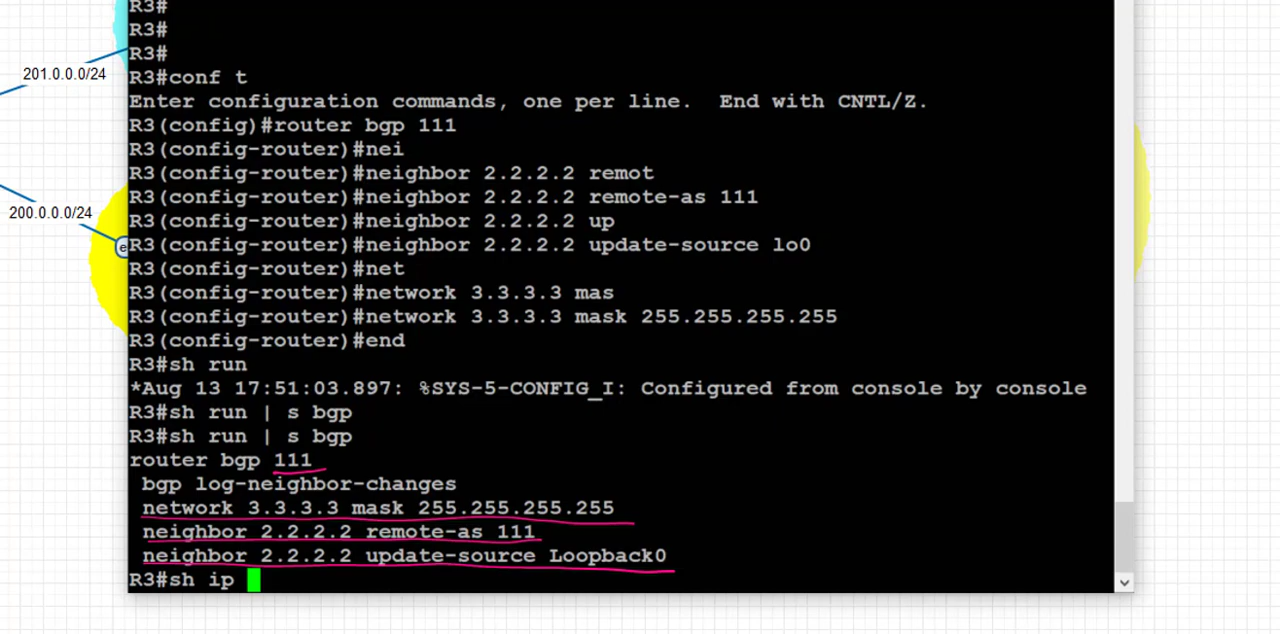 R3#
R3#
R3#
R3#conf t
Enter configuration commands, one per line.  End with CNTL/Z.
R3(config)#router bgp 111
R3(config-router)#nei
R3(config-router)#neighbor 2.2.2.2 remot
R3(config-router)#neighbor 2.2.2.2 remote-as 111
R3(config-router)#neighbor 2.2.2.2 up
R3(config-router)#neighbor 2.2.2.2 update-source lo0
R3(config-router)#net
R3(config-router)#network 3.3.3.3 mas
R3(config-router)#network 3.3.3.3 mask 255.255.255.255
R3(config-router)#end
R3#sh run
*Aug 13 17:51:03.897: %SYS-5-CONFIG_I: Configured from console by console
R3#sh run | s bgp
R3#sh run | s bgp
router bgp 111
 bgp log-neighbor-changes
 network 3.3.3.3 mask 255.255.255.255
 neighbor 2.2.2.2 remote-as 111
 neighbor 2.2.2.2 update-source Loopback0
R3#sh ip
201.0.0.0/24
200.0.0.0/24
e